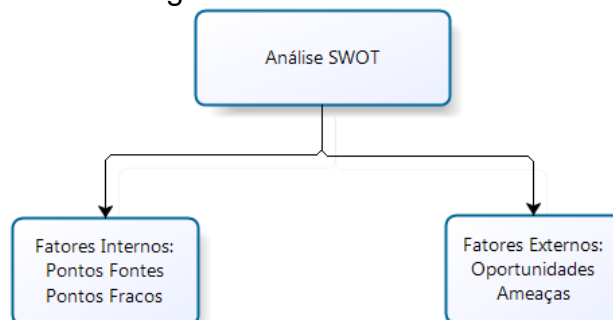 Análise SWOT
Fatores Internos:
Pontos Fontes
Pontos Fracos
Fatores Externos:
Oportunidades
Ameaças